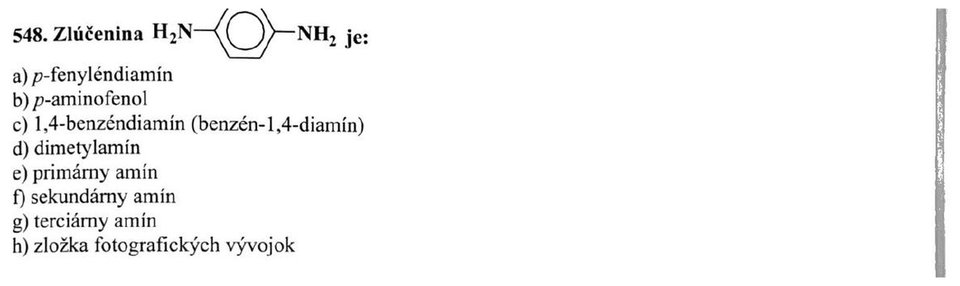 548. Zlúčenina H₂N– –NH₂ je:
a) p-fenyléndiamín
b) p-aminofenol
c) 1,4-benzéndiamín (benzén-1,4-diamín)
d) dimetylamín
e) primárny amín
f) sekundárny amín
g) terciárny amín
h) zložka fotografických vývojok